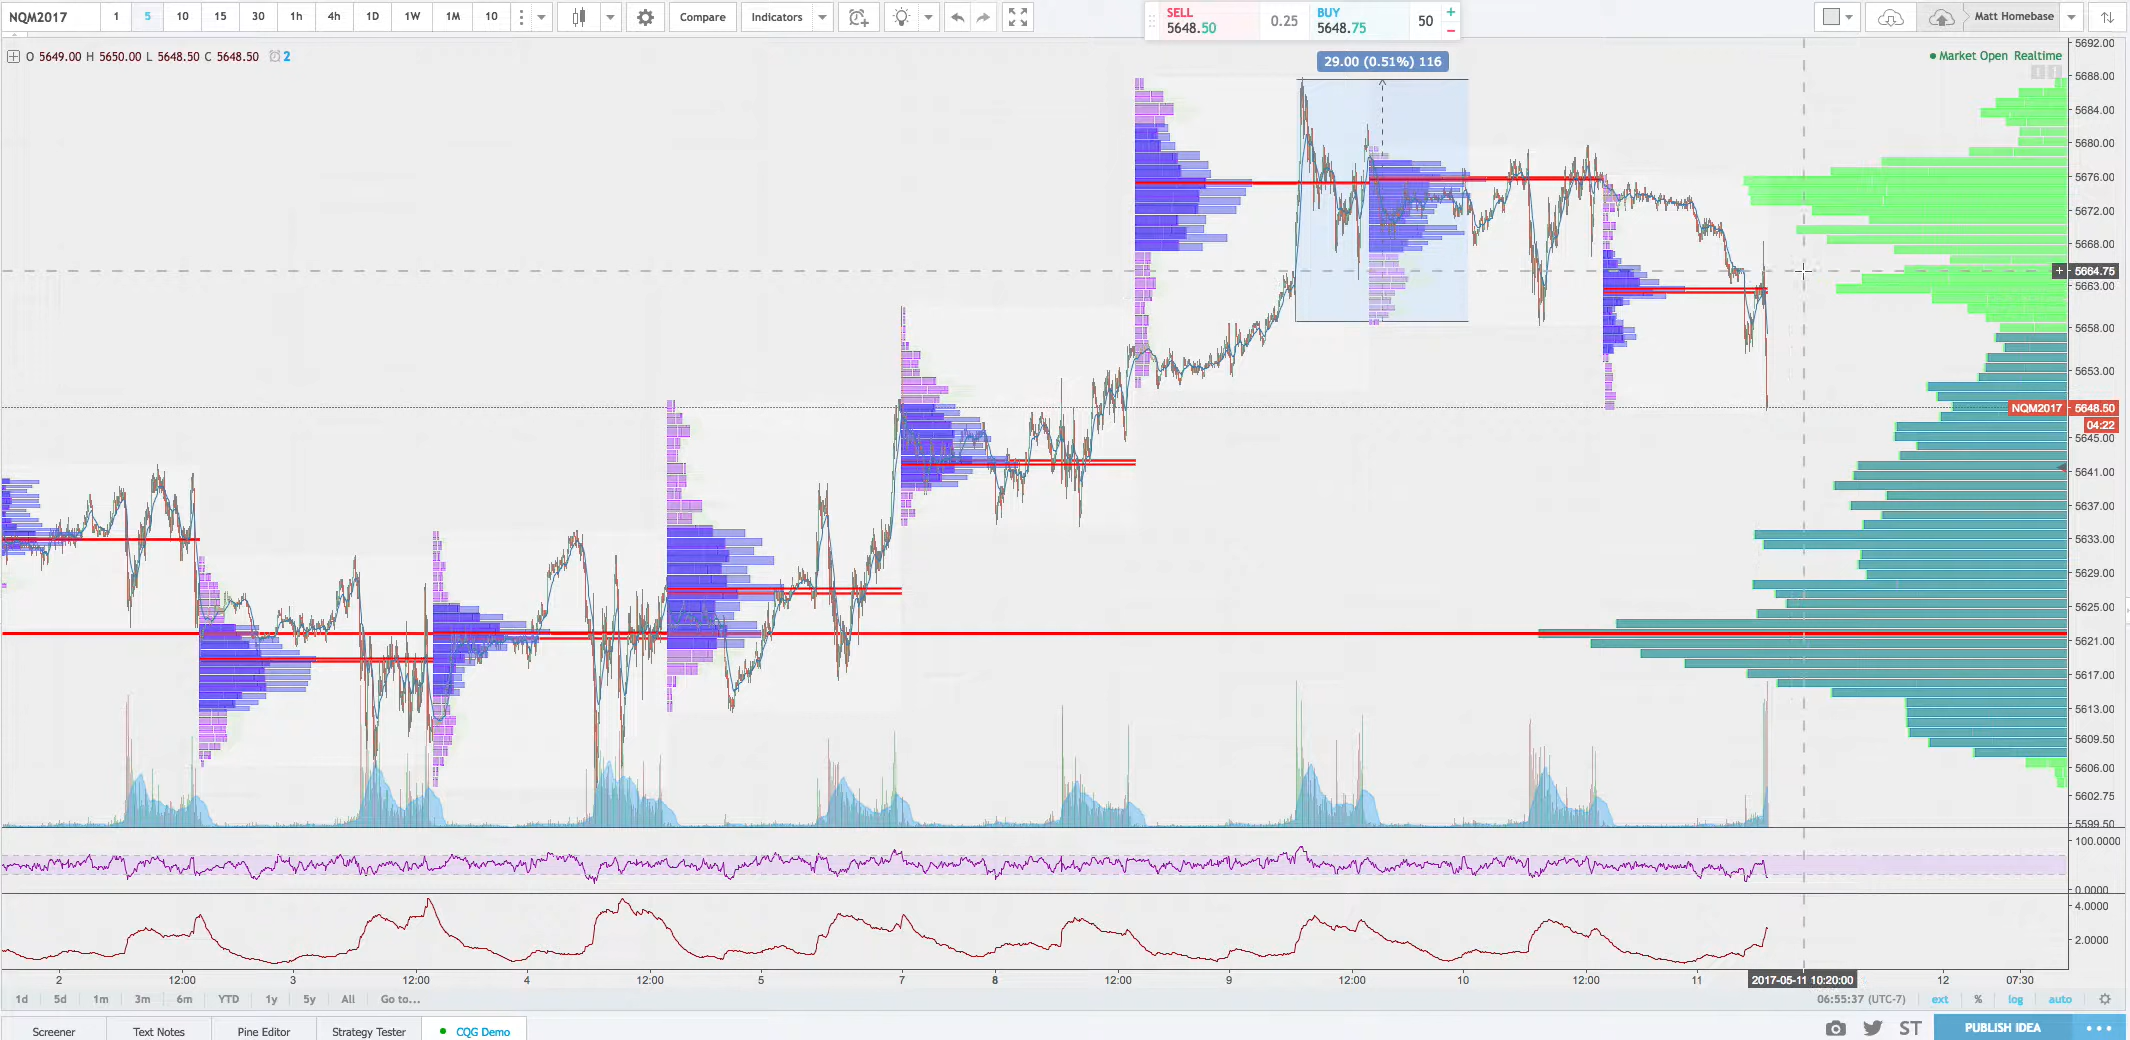 NQM2017 1 5 10 15 30 1h 4h 1D 1W 1M 10 Compare Indicators
SELL 5648.50 0.25 BUY 5648.75 50 + −
Matt Homebase
O 5649.00 H 5650.00 L 5648.50 C 5648.50 2
29.00 (0.51%) 116
Market Open Realtime
5692.00
5688.00
5684.00
5680.00
5676.00
5672.00
5668.00
+ 5664.75
5663.00
5658.00
5653.00
NQM2017 5648.50
04:22
5645.00
5641.00
5637.00
5633.00
5629.00
5625.00
5621.00
5617.00
5613.00
5609.50
5606.00
5602.75
5599.50
100.0000
0.0000
4.0000
2.0000
2 12:00 3 12:00 4 12:00 5 7 8 12:00 9 12:00 10 12:00 11 2017-05-11 10:20:00 12 07:30
1d 5d 1m 3m 6m YTD 1y 5y All Go to... 06:55:37 (UTC-7) ext % log auto
Screener Text Notes Pine Editor Strategy Tester CQG Demo ST PUBLISH IDEA